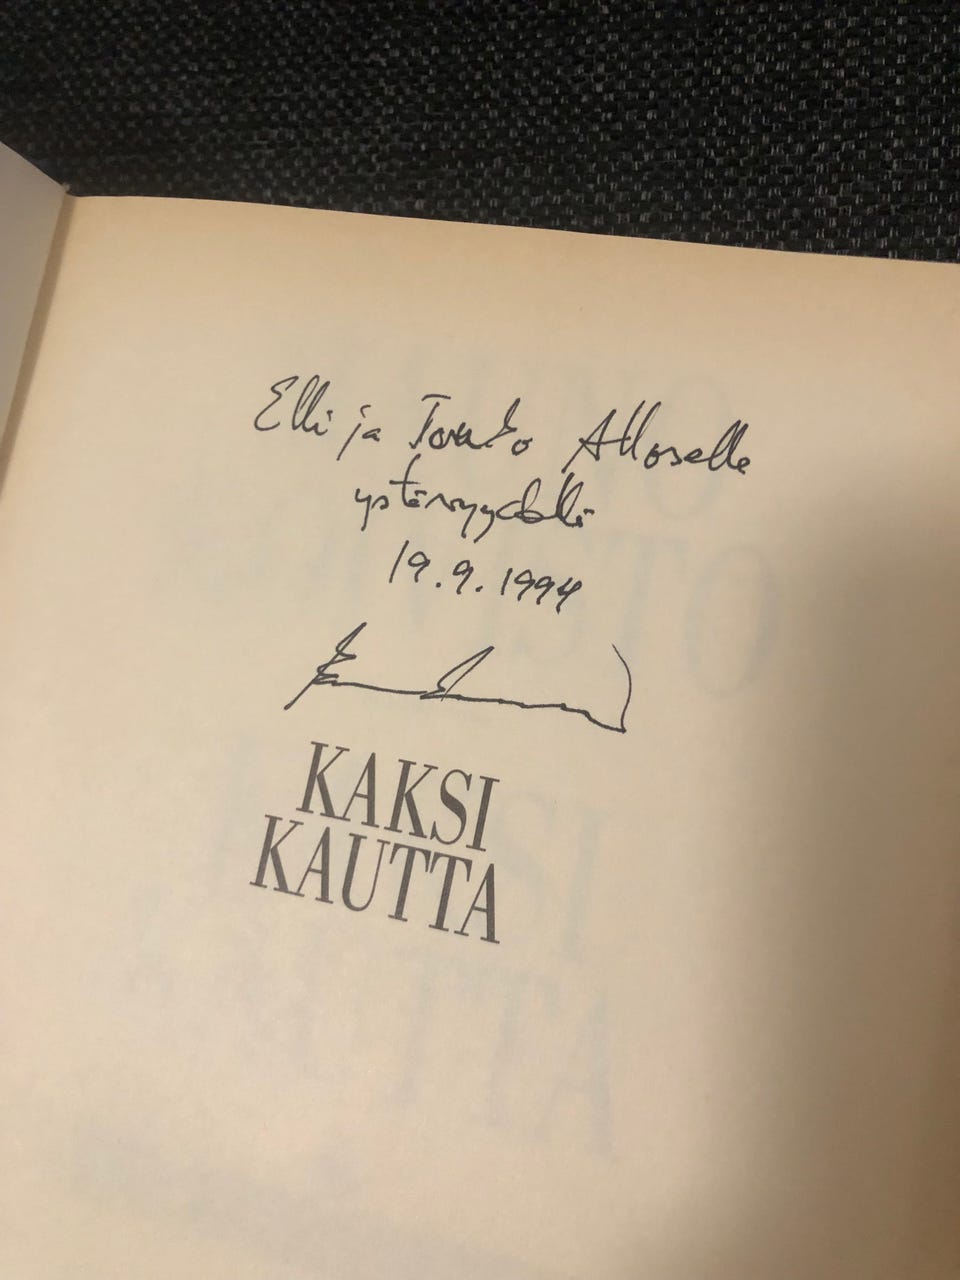 Elli ja
ystävyydellä
19.9.1994
KAKSI
KAUTTA